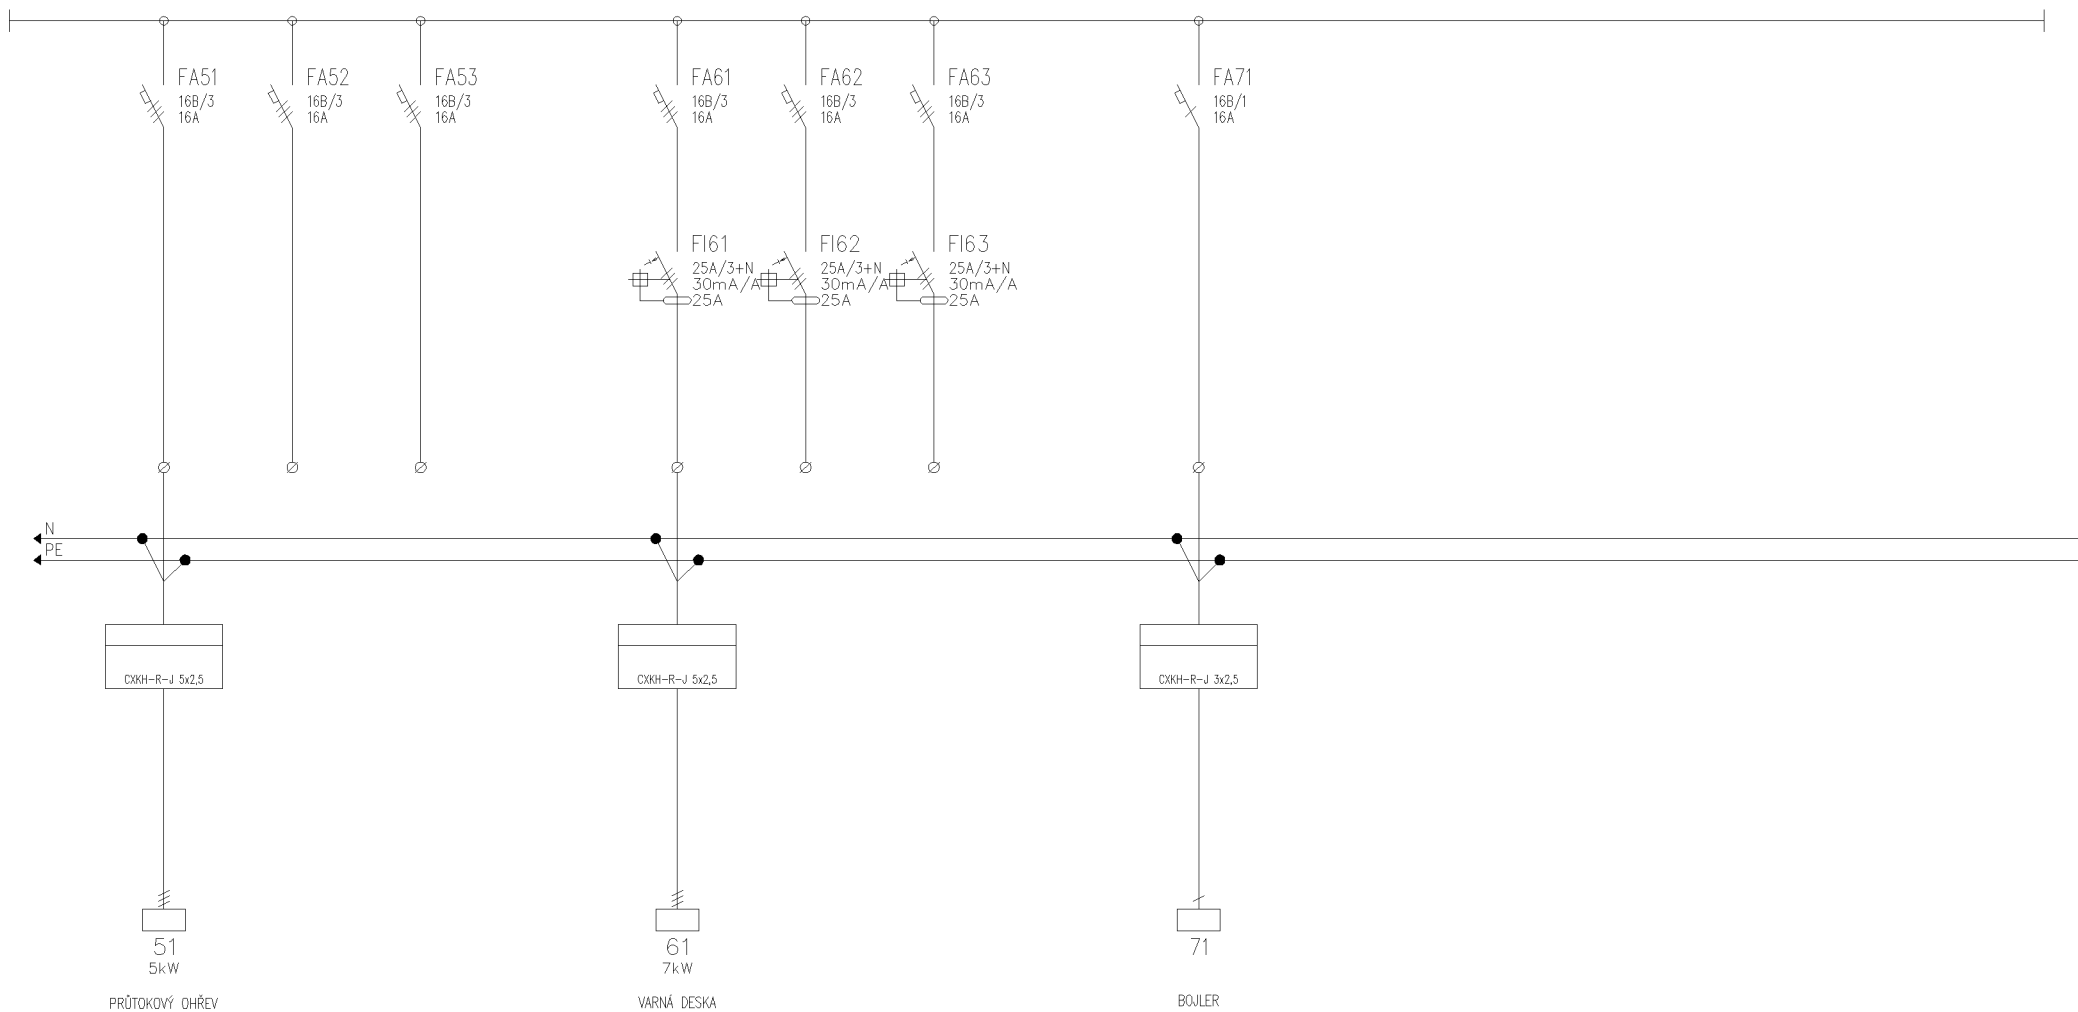 FA51
16B/3
16A
FA52
16B/3
16A
FA53
16B/3
16A
FA61
16B/3
16A
FA62
16B/3
16A
FA63
16B/3
16A
FA71
16B/1
16A
FI61
25A/3+N
30mA/A
25A
FI62
25A/3+N
30mA/A
25A
FI63
25A/3+N
30mA/A
25A
N
PE
CXKH-R-J 5x2,5
CXKH-R-J 5x2,5
CXKH-R-J 3x2,5
51
5kW
PRŮTOKOVÝ OHŘEV
61
7kW
VARNÁ DESKA
71
BOJLER